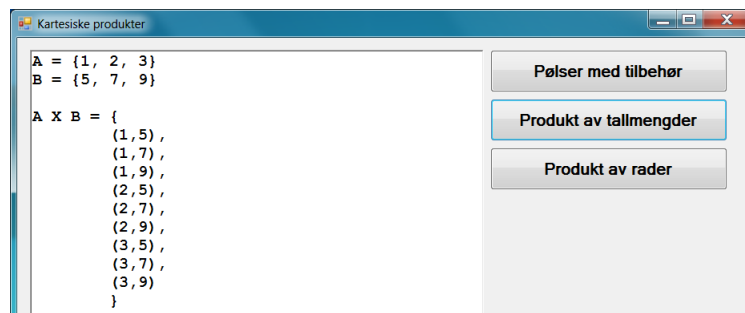 Kartesiske produkter
A = {1, 2, 3}
B = {5, 7, 9}
A X B = {
(1,5),
(1,7),
(1,9),
(2,5),
(2,7),
(2,9),
(3,5),
(3,7),
(3,9)
}
Pølser med tilbehør
Produkt av tallmengder
Produkt av rader